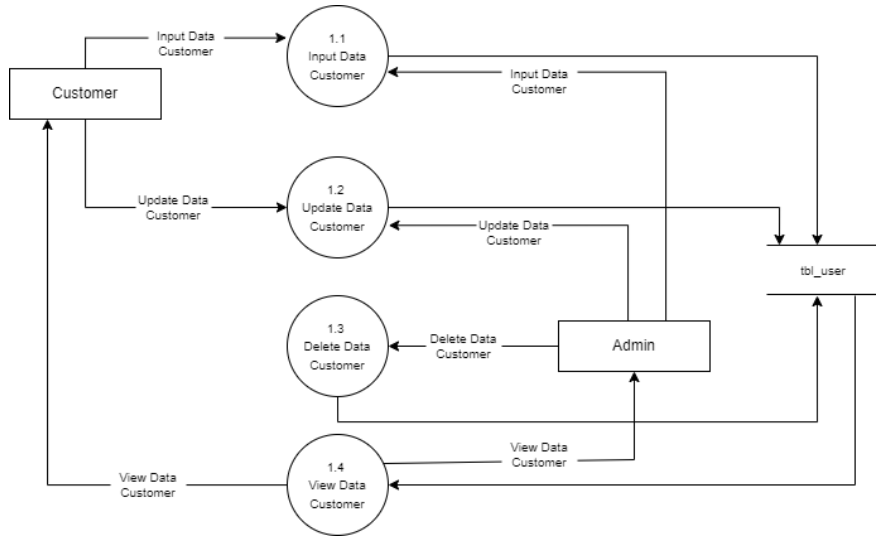 Input Data
Customer
1.1
Input Data
Customer
Input Data
Customer
Customer
Update Data
Customer
1.2
Update Data
Customer
Update Data
Customer
tbl_user
1.3
Delete Data
Customer
Delete Data
Customer
Admin
View Data
Customer
1.4
View Data
Customer
View Data
Customer